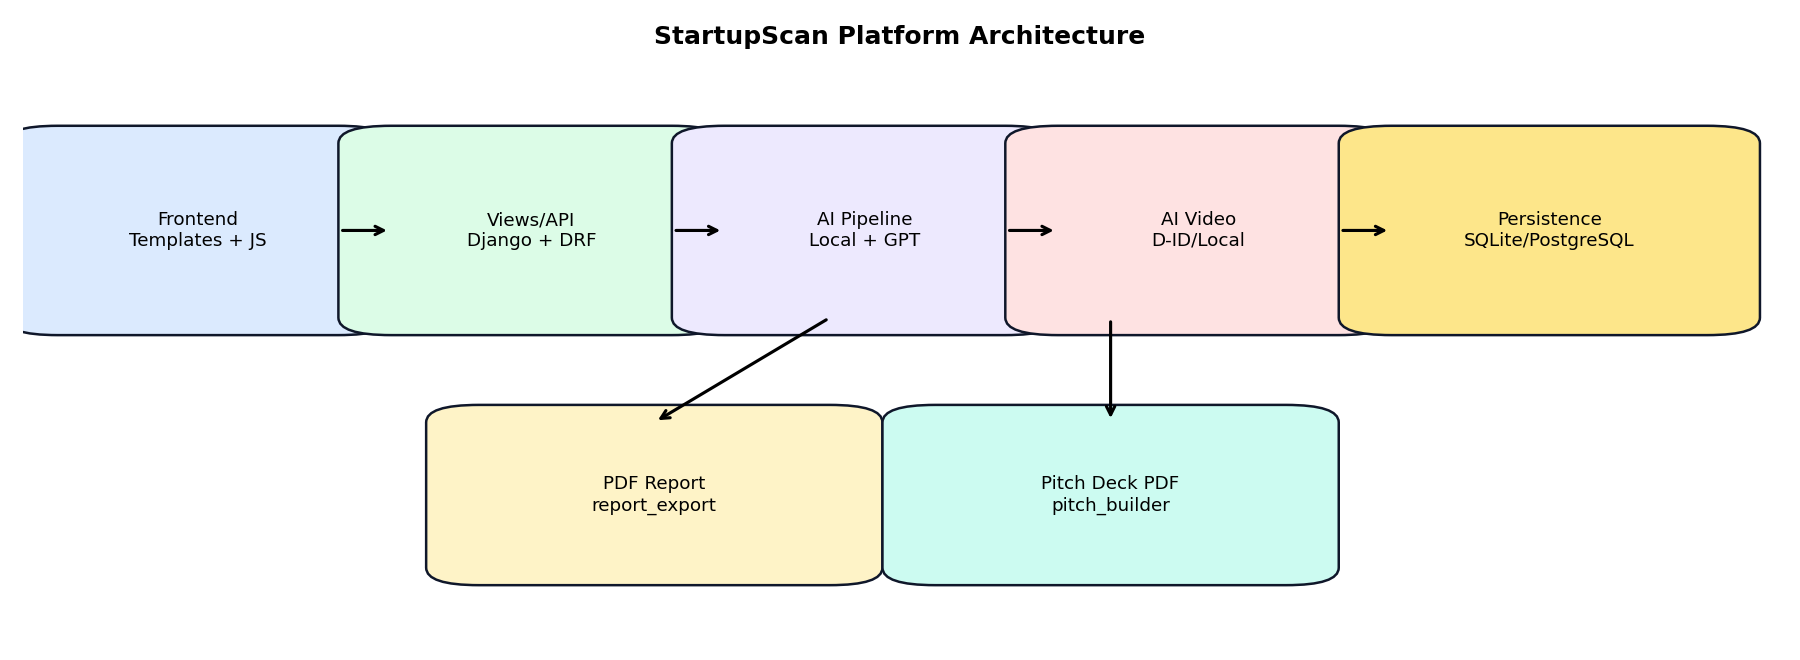 StartupScan Platform Architecture
Frontend
Templates + JS
Views/API
Django + DRF
AI Pipeline
Local + GPT
AI Video
D-ID/Local
Persistence
SQLite/PostgreSQL
PDF Report
report_export
Pitch Deck PDF
pitch_builder